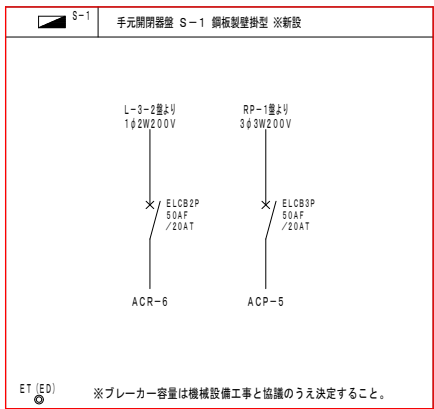 S-1
手元開閉器盤 S-1 鋼板製壁掛型 ※新設
L-3-2盤より
1φ2W200V
RP-1盤より
3φ3W200V
ELCB2P
50AF
/20AT
ELCB3P
50AF
/20AT
ACR-6
ACP-5
ET(ED)
※ブレーカー容量は機械設備工事と協議のうえ決定すること。